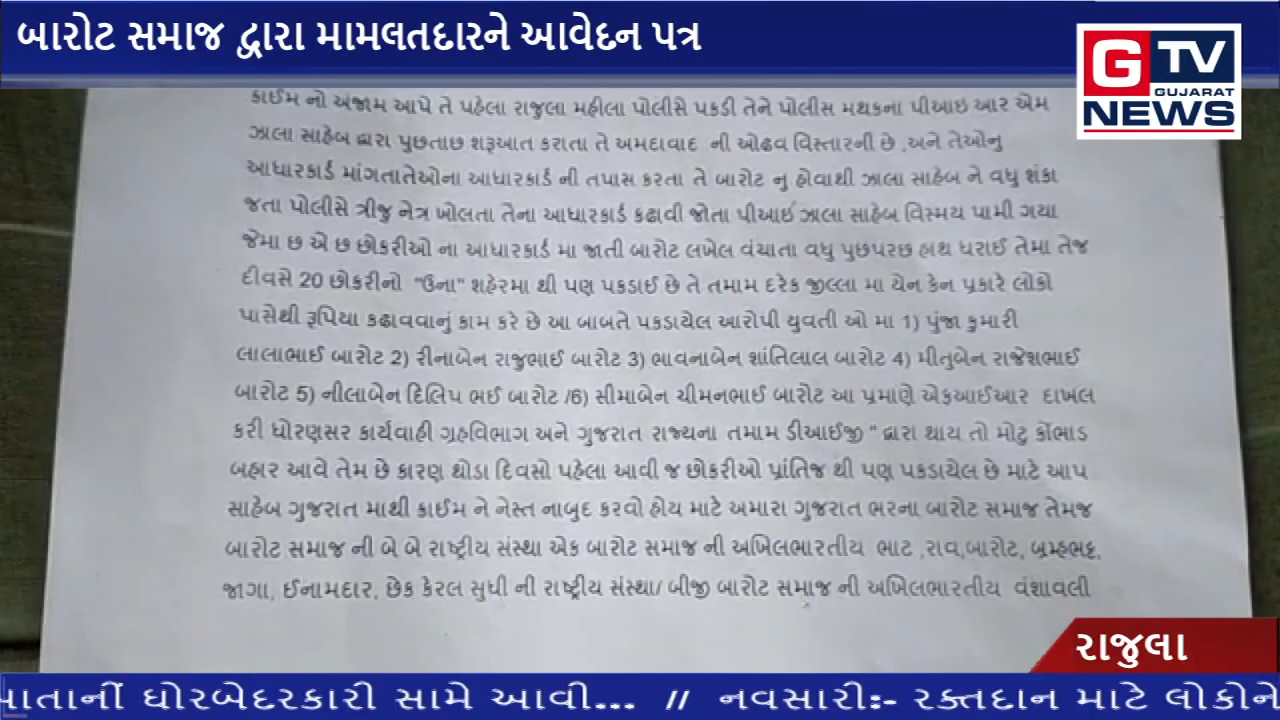 બારોટ સમાજ દ્વારા મામલતદારને આવેદન પત્ર
G TV
GUJARAT
NEWS
કાઈમ નો અંજામ આપે તે પહેલા રાજુલા મહીલા પોલીસે પકડી તેને પોલીસ મથકના પીઆઇ આર એમ
ઝાલા સાહેબ દ્વારા પુછતાછ શરૂઆત કરાતા તે અમદાવાદ ની ઓઢવ વિસ્તારની છે ,અને તેઓનુ
આધારકાર્ડ માંગતાતેઓના આધારકાર્ડ ની તપાસ કરતા તે બારોટ નુ હોવાથી ઝાલા સાહેબ ને વધુ શંકા
જતા પોલીસે ત્રીજુ નેત્ર ખોલતા તેના આધારકાર્ડ કઢાવી જોતા પીઆઇ ઝાલા સાહેબ વિસ્મય પામી ગયા
જેમા છ એ છ છોકરીઓ ના આધારકાર્ડ મા જાતી બારોટ લખેલ વંચાતા વધુ પુછપરછ હાથ ધરાઈ તેમા તેજ
દીવસે 20 છોકરીનો "ઉના" શહેરમા થી પણ પકડાઈ છે તે તમામ દરેક જીલ્લા મા યેન કેન પ્રકારે લોકો
પાસેથી રૂપિયા કઢાવવાનું કામ કરે છે આ બાબતે પકડાયેલ આરોપી યુવતી ઓ મા 1) પુંજા કુમારી
લાલાભાઈ બારોટ 2) રીનાબેન રાજુભાઈ બારોટ 3) ભાવનાબેન શાંતિલાલ બારોટ 4) મીતુબેન રાજેશભાઈ
બારોટ 5) નીલાબેન દિલિપ ભઈ બારોટ /6) સીમાબેન ચીમનભાઈ બારોટ આ પ્રમાણે એફઆઈઆર દાખલ
કરી ધોરણસર કાર્યવાહી ગ્રહવિભાગ અને ગુજરાત રાજ્યના તમામ ડીઆઈજી " દ્વારા થાય તો મોટુ કોંભાડ
બહાર આવે તેમ છે કારણ થોડા દિવસો પહેલા આવી જ છોકરીઓ પ્રાંતિજ થી પણ પકડાયેલ છે માટે આપ
સાહેબ ગુજરાત માથી કાઈમ ને નેસ્ત નાબુદ કરવો હોય માટે અમારા ગુજરાત ભરના બારોટ સમાજ તેમજ
બારોટ સમાજ ની બે બે રાષ્ટ્રીય સંસ્થા એક બારોટ સમાજ ની અખિલભારતીય ભાટ ,રાવ,બારોટ, બ્રમ્હભટ્ટ,
જાગા, ઈનામદાર, છેક કેરલ સુધી ની રાષ્ટ્રીય સંસ્થા/ બીજી બારોટ સમાજ ની અખિલભારતીય વંશાવલી
રાજુલા
ખાતાની ઘોરબેદરકારી સામે આવી... // નવસારી:- રક્તદાન માટે લોકોને